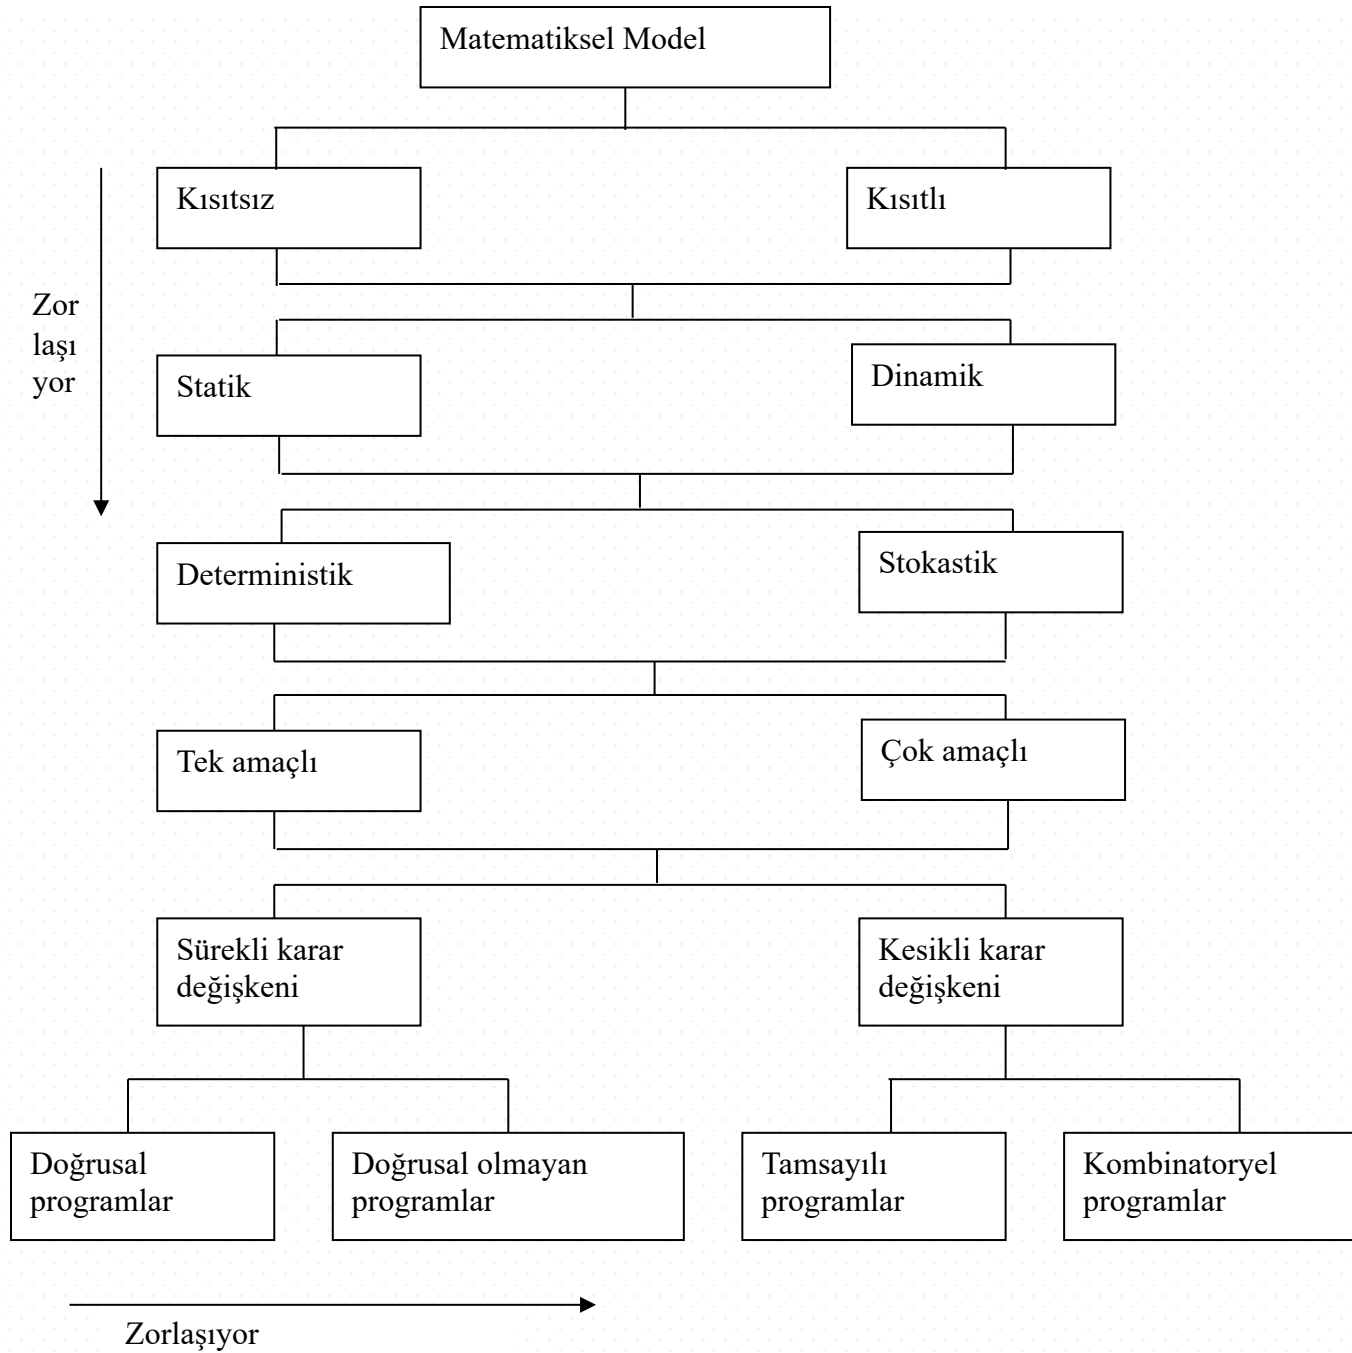 Matematiksel Model
Kısıtsız
Kısıtlı
Zor
laşı
yor
Statik
Dinamik
Deterministik
Stokastik
Tek amaçlı
Çok amaçlı
Sürekli karar
değişkeni
Kesikli karar
değişkeni
Doğrusal
programlar
Doğrusal olmayan
programlar
Tamsayılı
programlar
Kombinatoryel
programlar
Zorlaşıyor